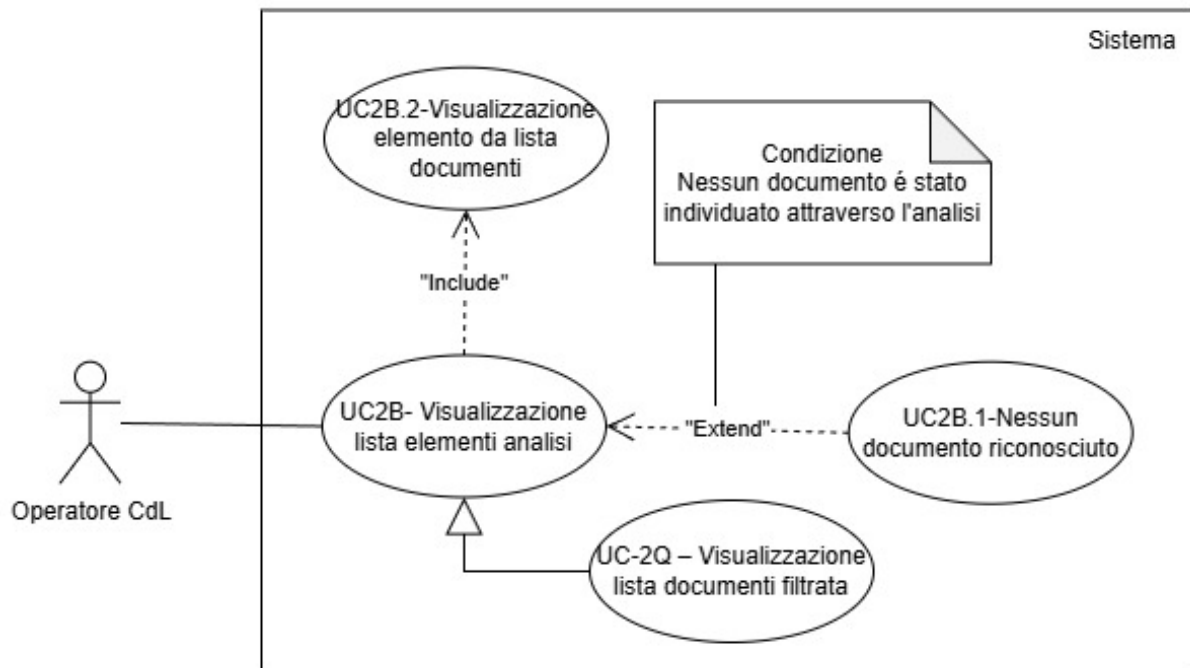 Sistema
UC2B.2-Visualizzazione
elemento da lista
documenti
Condizione
Nessun documento é stato
individuato attraverso l'analisi
"Include"
UC2B- Visualizzazione
lista elementi analisi
"Extend"
UC2B.1-Nessun
documento riconosciuto
Operatore CdL
UC-2Q – Visualizzazione
lista documenti filtrata